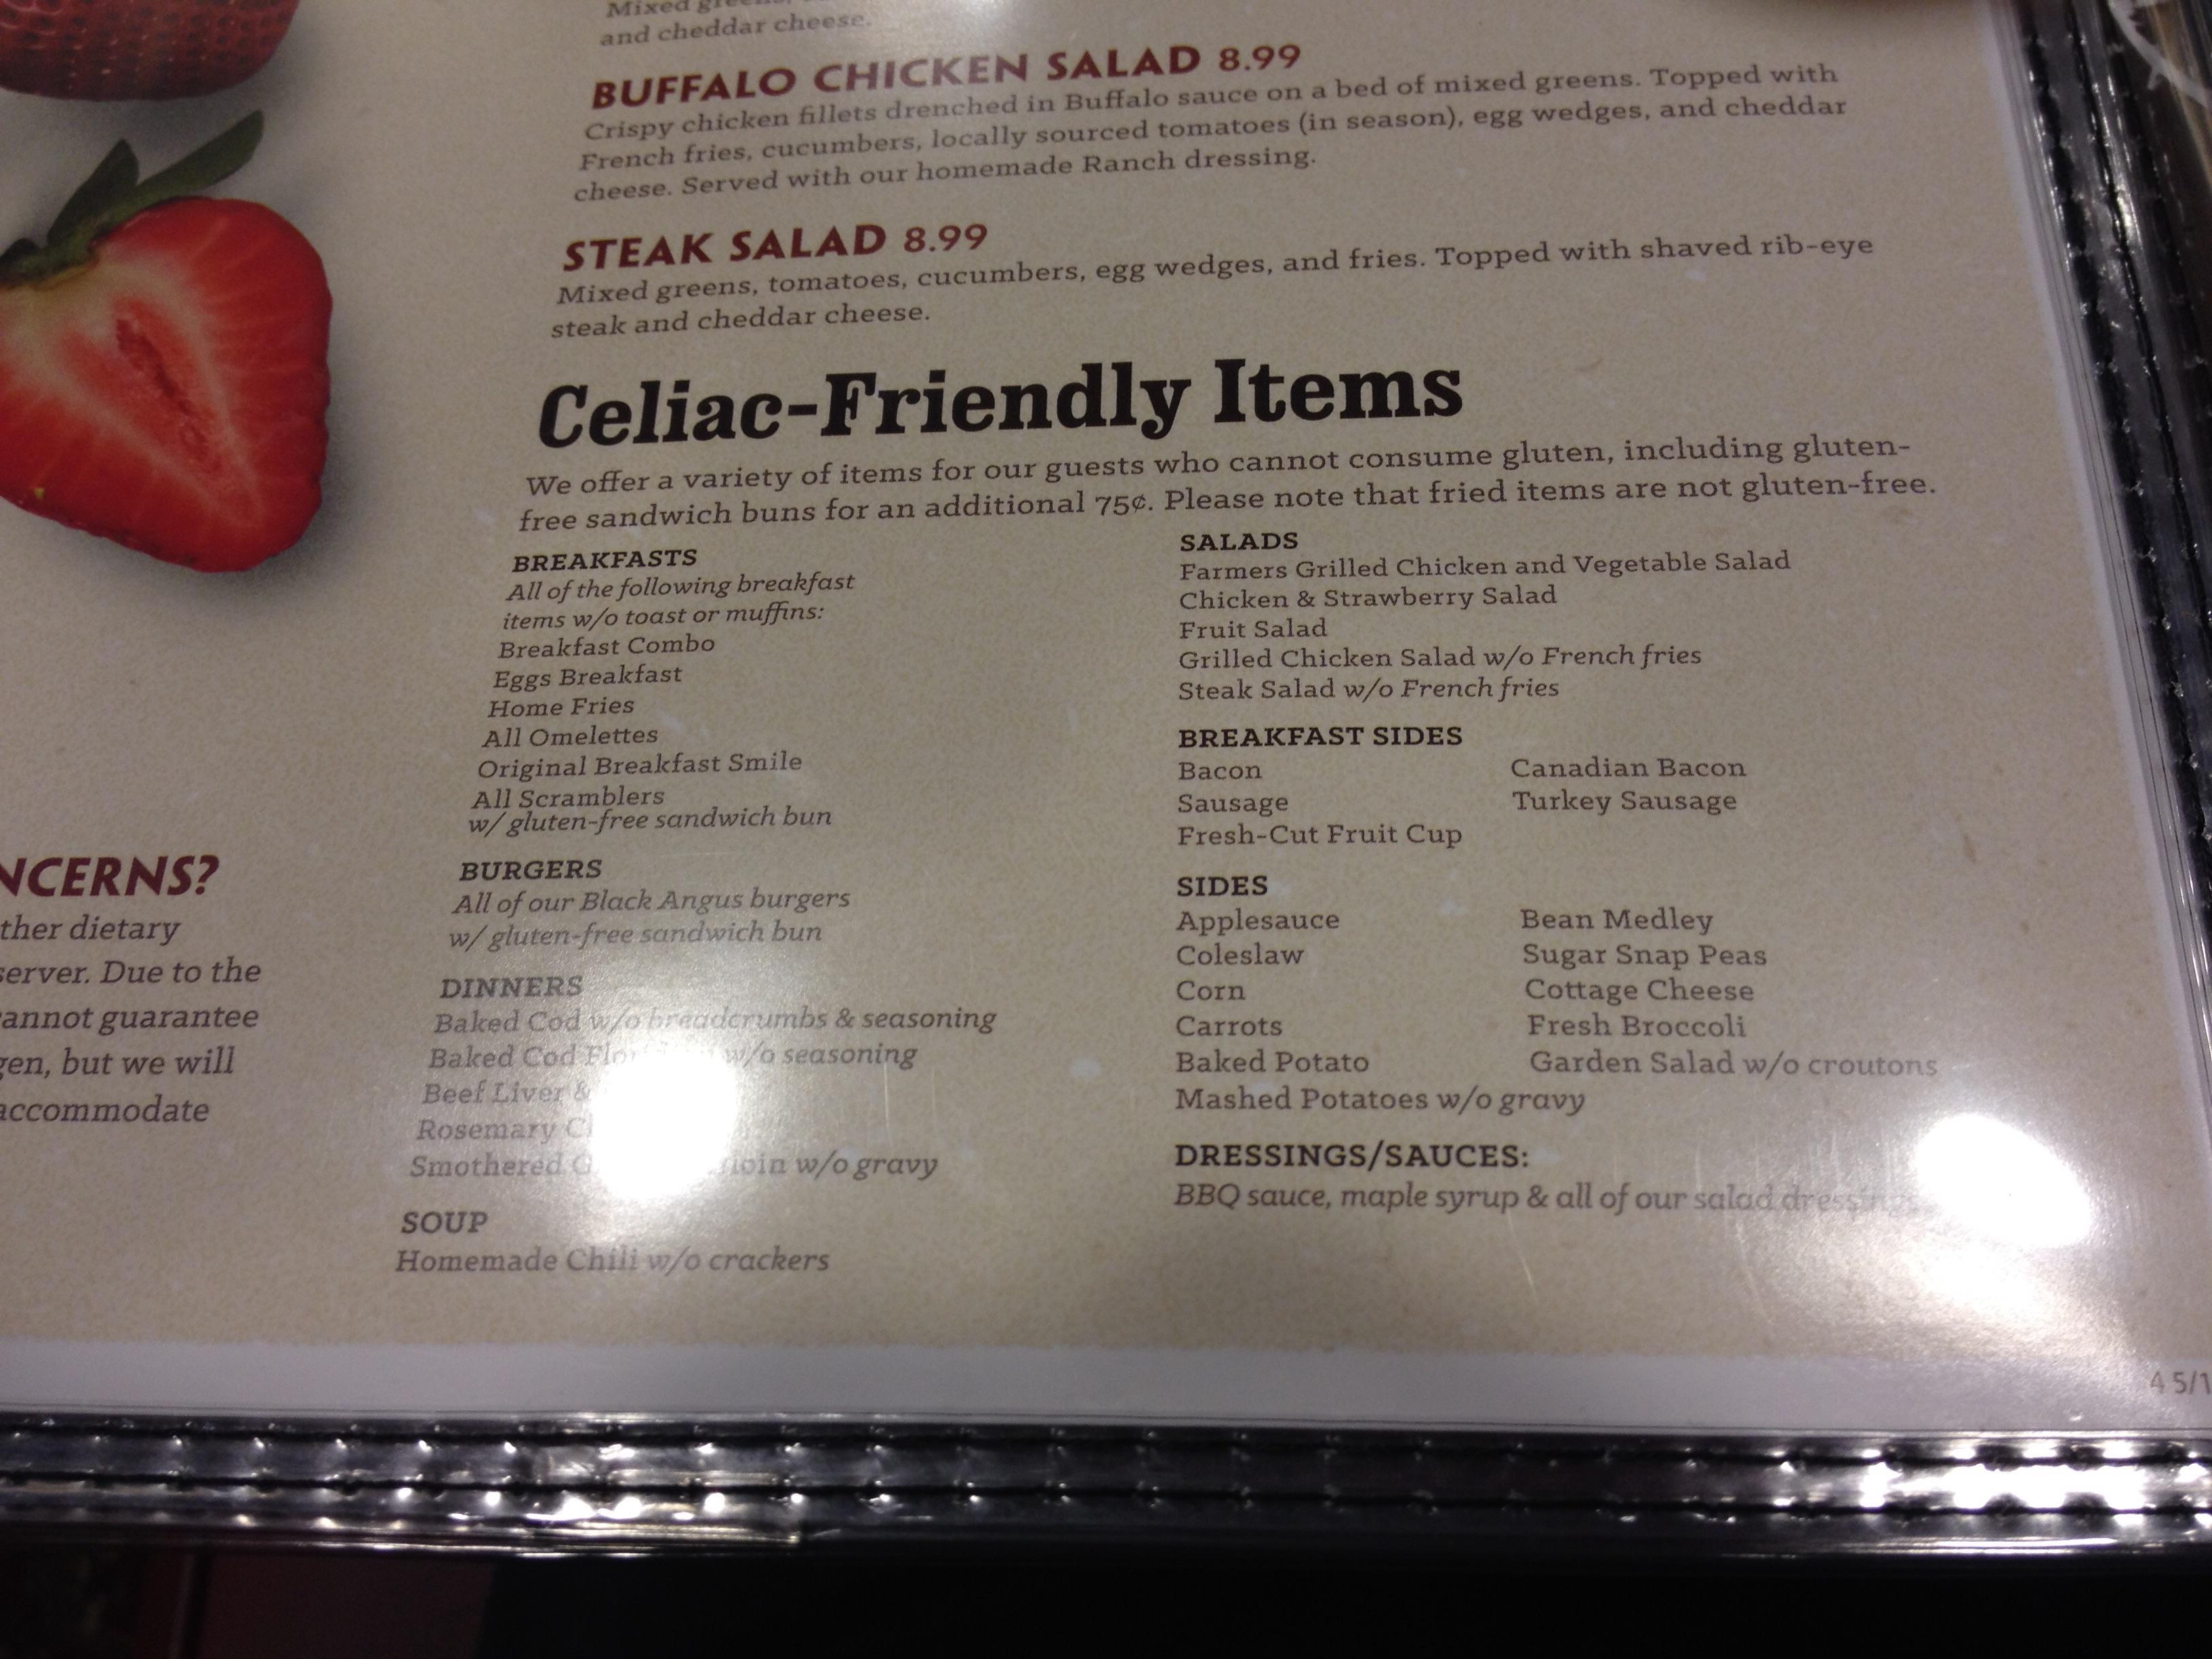 Mixed
and cheddar cheese.
BUFFALO CHICKEN SALAD 8.99
Crispy chicken fillets drenched in Buffalo sauce on a bed of mixed greens. Topped with
French fries, cucumbers, locally sourced tomatoes (in season), egg wedges, and cheddar
cheese. Served with our homemade Ranch dressing.
STEAK SALAD 8.99
Mixed greens, tomatoes, cucumbers, egg wedges, and fries. Topped with shaved rib-eye
steak and cheddar cheese.
Celiac-Friendly Items
We offer a variety of items for our guests who cannot consume gluten, including gluten-
free sandwich buns for an additional 75¢. Please note that fried items are not gluten-free.
BREAKFASTS
All of the following breakfast
items w/o toast or muffins:
Breakfast Combo
Eggs Breakfast
Home Fries
All Omelettes
Original Breakfast Smile
All Scramblers
w/ gluten-free sandwich bun
BURGERS
All of our Black Angus burgers
w/ gluten-free sandwich bun
DINNERS
Baked Cod w/o breadcrumbs & seasoning
Baked Cod w/o seasoning
Beef Liver &
Rosemary
Smothered w/o gravy
SOUP
Homemade Chili w/o crackers
SALADS
Farmers Grilled Chicken and Vegetable Salad
Chicken & Strawberry Salad
Fruit Salad
Grilled Chicken Salad w/o French fries
Steak Salad w/o French fries
BREAKFAST SIDES
Bacon
Sausage
Fresh-Cut Fruit Cup
Canadian Bacon
Turkey Sausage
SIDES
Applesauce
Coleslaw
Corn
Carrots
Baked Potato
Mashed Potatoes w/o gravy
Bean Medley
Sugar Snap Peas
Cottage Cheese
Fresh Broccoli
Garden Salad w/o croutons
DRESSINGS/SAUCES:
BBQ sauce, maple syrup & all of our salad dressings
NCERNS?
ther dietary
server. Due to the
annot guarantee
gen, but we will
accommodate
4 5/1